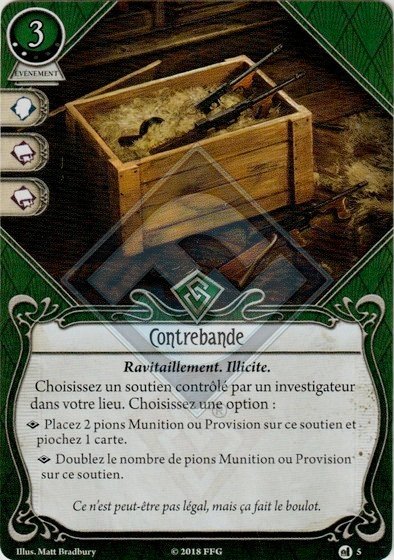 3
ÉVÉNEMENT
Contrebande
Ravitaillement. Illicite.
Choisissez un soutien contrôlé par un investigateur
dans votre lieu. Choisissez une option :
Placez 2 pions Munition ou Provision sur ce soutien et
piochez 1 carte.
Doublez le nombre de pions Munition ou Provision
sur ce soutien.
Ce n'est peut-être pas légal, mais ça fait le boulot.
Illus. Matt Bradbury © 2018 FFG 5